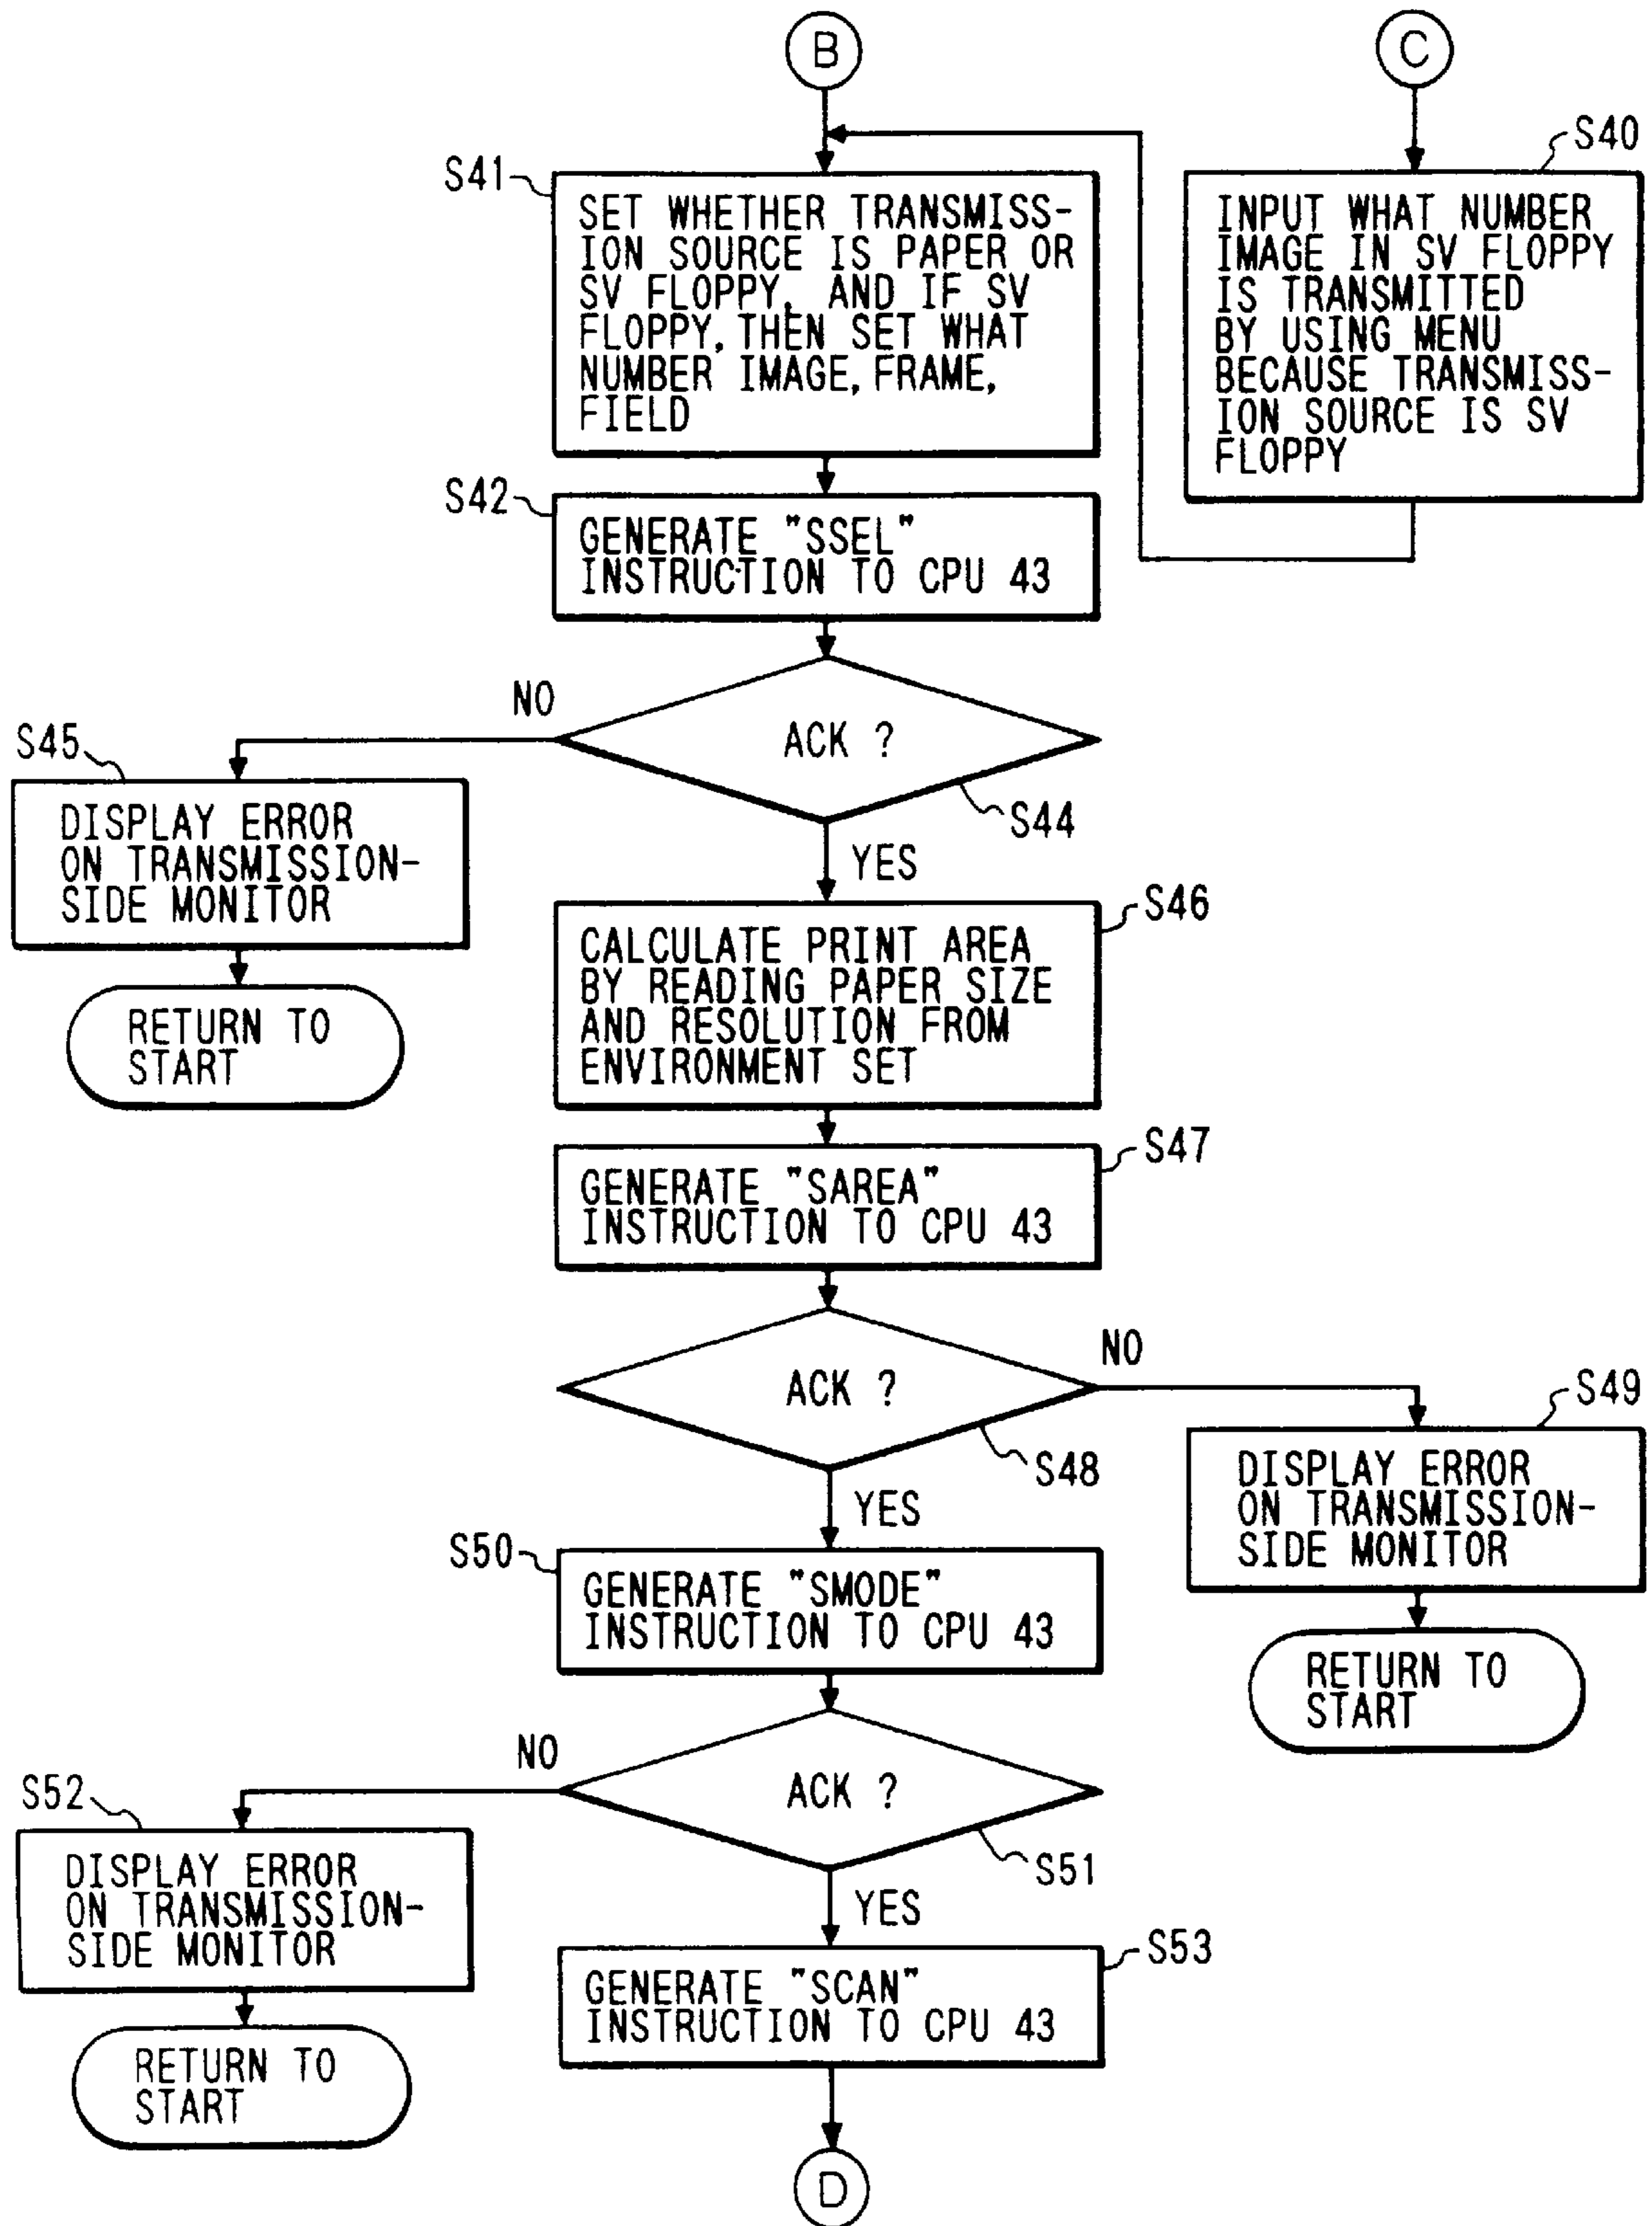 B
C
S40
S41
SET WHETHER TRANSMISS-
ION SOURCE IS PAPER OR
SV FLOPPY, AND IF SV
FLOPPY, THEN SET WHAT
NUMBER IMAGE, FRAME,
FIELD
INPUT WHAT NUMBER
IMAGE IN SV FLOPPY
IS TRANSMITTED
BY USING MENU
BECAUSE TRANSMISS-
ION SOURCE IS SV
FLOPPY
S42
GENERATE "SSEL"
INSTRUCTION TO CPU 43
NO
ACK ?
S44
S45
DISPLAY ERROR
ON TRANSMISSION-
SIDE MONITOR
RETURN TO
START
YES
S46
CALCULATE PRINT AREA
BY READING PAPER SIZE
AND RESOLUTION FROM
ENVIRONMENT SET
S47
GENERATE "SAREA"
INSTRUCTION TO CPU 43
ACK ?
NO
S48
S49
DISPLAY ERROR
ON TRANSMISSION-
SIDE MONITOR
RETURN TO
START
YES
S50
GENERATE "SMODE"
INSTRUCTION TO CPU 43
NO
ACK ?
S51
S52
DISPLAY ERROR
ON TRANSMISSION-
SIDE MONITOR
RETURN TO
START
YES
S53
GENERATE "SCAN"
INSTRUCTION TO CPU 43
D